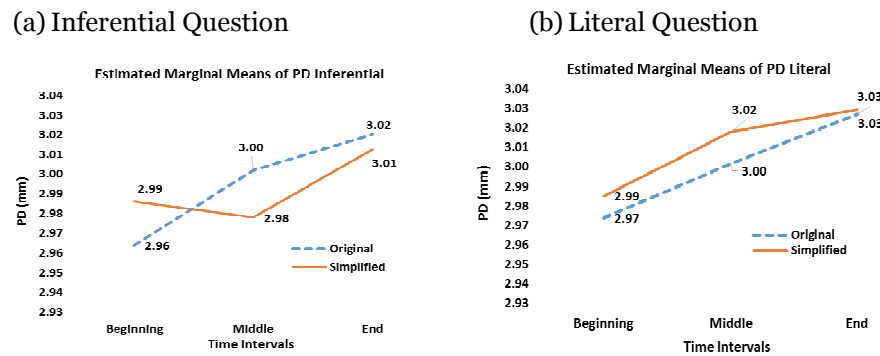 (a) Inferential Question
Estimated Marginal Means of PD Inferential
3.04
3.03
3.02
3.01
3.00
2.99
2.98
2.97
2.96
2.95
2.94
2.93
PD (mm)
2.99
2.96
3.00
2.98
3.02
3.01
Original
Simplified
Beginning
Middle
End
Time Intervals
(b) Literal Question
Estimated Marginal Means of PD Literal
3.04
3.03
3.02
3.01
3.00
2.99
2.98
2.97
2.96
2.95
2.94
2.93
PD (mm)
2.99
2.97
3.02
3.00
3.03
3.03
Original
Simplified
Beginning
Middle
End
Time Intervals